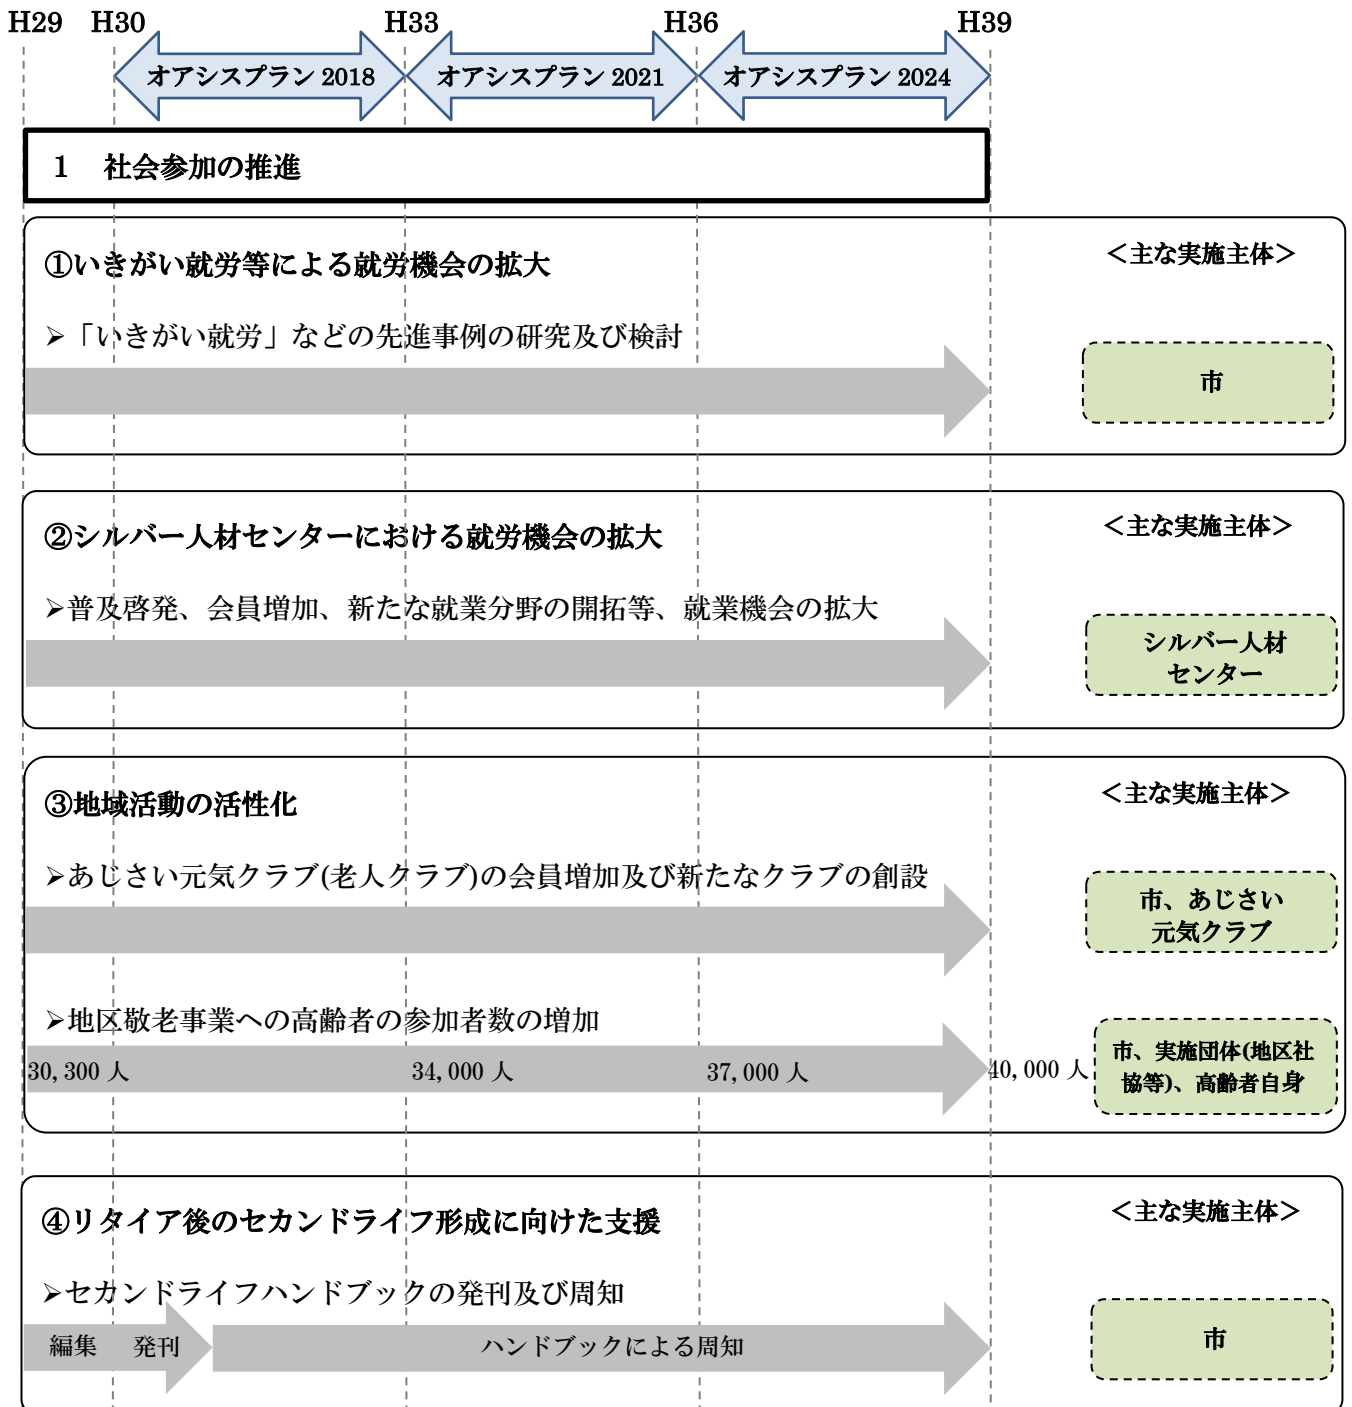 H29 H30 H33 H36 H39
オアシスプラン 2018 オアシスプラン 2021 オアシスプラン 2024
1 社会参加の推進
①いきがい就労等による就労機会の拡大
<主な実施主体>
➢「いきがい就労」などの先進事例の研究及び検討
市
②シルバー人材センターにおける就労機会の拡大
<主な実施主体>
➢普及啓発、会員増加、新たな就業分野の開拓等、就業機会の拡大
シルバー人材
センター
③地域活動の活性化
<主な実施主体>
➢あじさい元気クラブ(老人クラブ)の会員増加及び新たなクラブの創設
市、あじさい
元気クラブ
➢地区敬老事業への高齢者の参加者数の増加
30,300 人 34,000 人 37,000 人 40,000 人
市、実施団体(地区社
協等)、高齢者自身
④リタイア後のセカンドライフ形成に向けた支援
<主な実施主体>
➢セカンドライフハンドブックの発刊及び周知
編集 発刊 ハンドブックによる周知
市